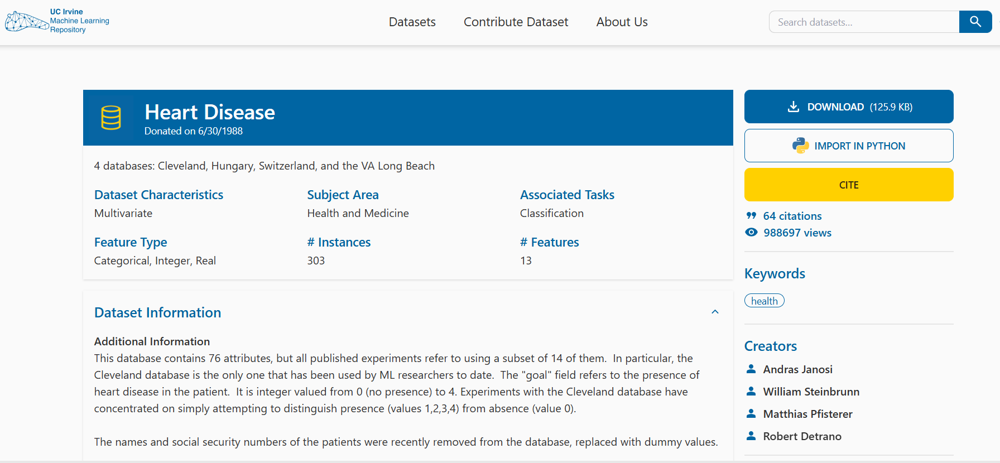 UC Irvine
Machine Learning
Repository
Datasets
Contribute Dataset
About Us
Search datasets...
Heart Disease
Donated on 6/30/1988
4 databases: Cleveland, Hungary, Switzerland, and the VA Long Beach
Dataset Characteristics
Multivariate
Subject Area
Health and Medicine
Associated Tasks
Classification
Feature Type
Categorical, Integer, Real
# Instances
303
# Features
13
Dataset Information
Additional Information
This database contains 76 attributes, but all published experiments refer to using a subset of 14 of them.  In particular, the
Cleveland database is the only one that has been used by ML researchers to date.  The "goal" field refers to the presence of
heart disease in the patient.  It is integer valued from 0 (no presence) to 4. Experiments with the Cleveland database have
concentrated on simply attempting to distinguish presence (values 1,2,3,4) from absence (value 0).
The names and social security numbers of the patients were recently removed from the database, replaced with dummy values.
DOWNLOAD (125.9 KB)
IMPORT IN PYTHON
CITE
64 citations
988697 views
Keywords
health
Creators
Andras Janosi
William Steinbrunn
Matthias Pfisterer
Robert Detrano